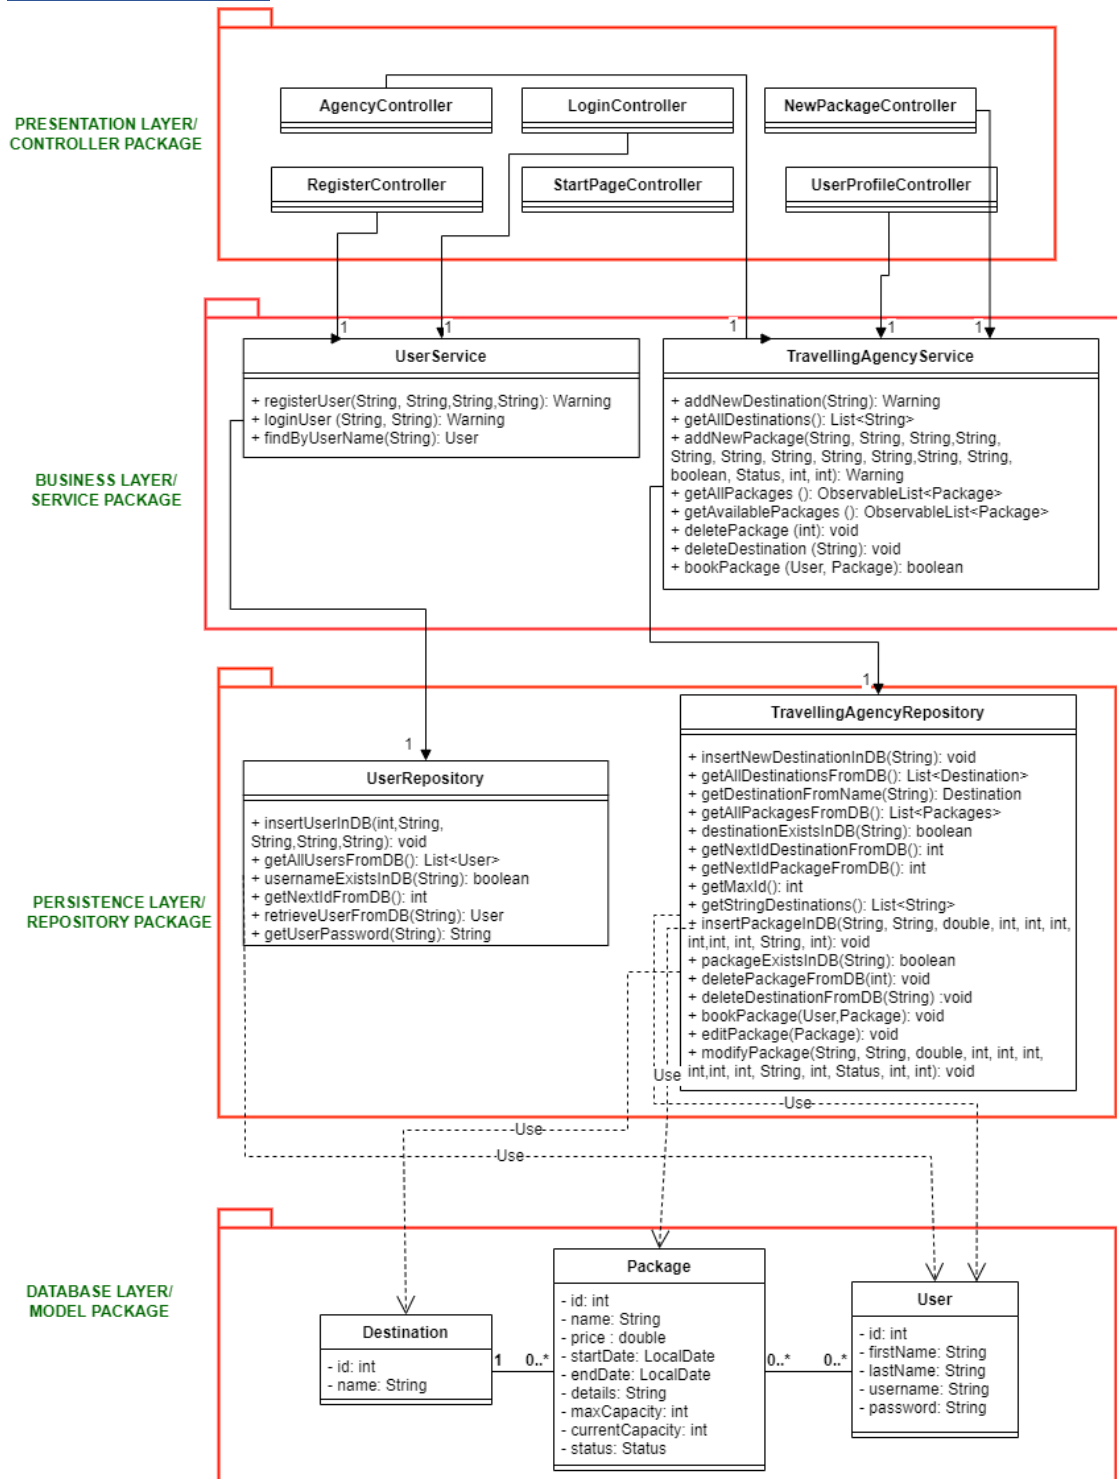 AgencyController
LoginController
NewPackageController
PRESENTATION LAYER/
CONTROLLER PACKAGE
RegisterController
StartPageController
UserProfileController
1
1
1
1
1
UserService
+ registerUser(String, String,String,String): Warning
+ loginUser (String, String): Warning
+ findByUserName(String): User
TravellingAgencyService
+ addNewDestination(String): Warning
+ getAllDestinations(): List<String>
+ addNewPackage(String, String, String,String,
String, String, String, String, String,String, String,
boolean, Status, int, int): Warning
+ getAllPackages (): ObservableList<Package>
+ getAvailablePackages (): ObservableList<Package>
+ deletePackage (int): void
+ deleteDestination (String): void
+ bookPackage (User, Package): boolean
BUSINESS LAYER/
SERVICE PACKAGE
1
1
UserRepository
+ insertUserInDB(int,String,
String,String,String): void
+ getAllUsersFromDB(): List<User>
+ usernameExistsInDB(String): boolean
+ getNextIdFromDB(): int
+ retrieveUserFromDB(String): User
+ getUserPassword(String): String
TravellingAgencyRepository
+ insertNewDestinationInDB(String): void
+ getAllDestinationsFromDB(): List<Destination>
+ getDestinationFromName(String): Destination
+ getAllPackagesFromDB(): List<Packages>
+ destinationExistsInDB(String): boolean
+ getNextIdDestinationFromDB(): int
+ getNextIdPackageFromDB(): int
+ getMaxId(): int
+ getStringDestinations(): List<String>
+ insertPackageInDB(String, String, double, int, int, int,
int,int, int, String, int): void
+ packageExistsInDB(String): boolean
+ deletePackageFromDB(int): void
+ deleteDestinationFromDB(String) :void
+ bookPackage(User,Package): void
+ editPackage(Package): void
+ modifyPackage(String, String, double, int, int, int,
int,int, int, String, int, Status, int, int): void
PERSISTENCE LAYER/
REPOSITORY PACKAGE
Use
Use
Use
Use
DATABASE LAYER/
MODEL PACKAGE
Destination
- id: int
- name: String
1
0..*
Package
- id: int
- name: String
- price : double
- startDate: LocalDate
- endDate: LocalDate
- details: String
- maxCapacity: int
- currentCapacity: int
- status: Status
0..*
0..*
User
- id: int
- firstName: String
- lastName: String
- username: String
- password: String